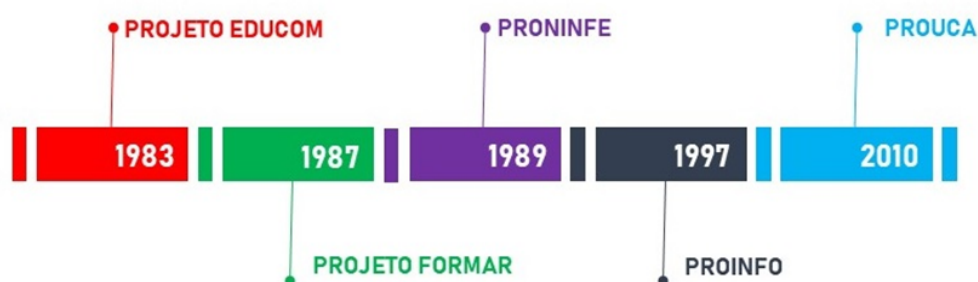 PROJETO EDUCOM
PRONINFE
PROUCA
1983
1987
1989
1997
2010
PROJETO FORMAR
PROINFO